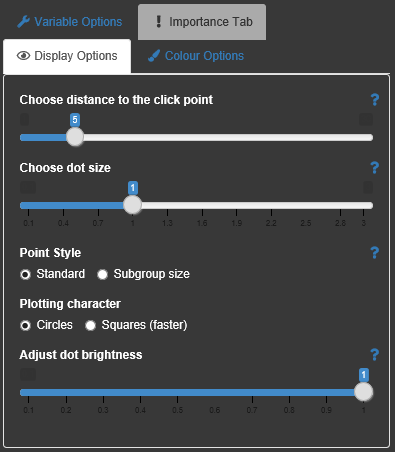 Variable Options
Importance Tab
Display Options
Colour Options
Choose distance to the click point
?
5
Choose dot size
?
1
0.1 0.4 0.7 1 1.3 1.6 1.9 2.2 2.5 2.8 3
Point Style
?
Standard
Subgroup size
Plotting character
Circles
Squares (faster)
Adjust dot brightness
?
1
0.1 0.2 0.3 0.4 0.5 0.6 0.7 0.8 0.9 1